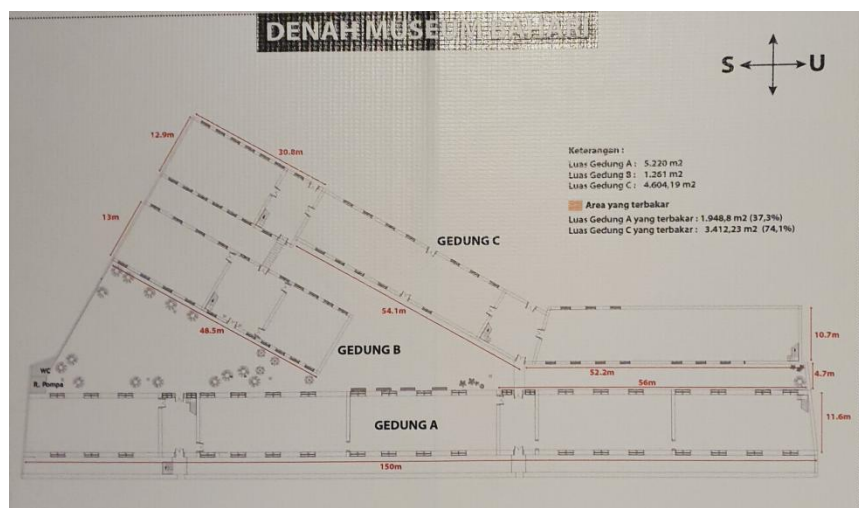 DENAH MUSEUM BAHARI
S U
12.9m
30.8m
Keterangan :
Luas Gedung A : 5.220 m2
Luas Gedung B : 1.261 m2
Luas Gedung C : 4.604,19 m2
Area yang terbakar
Luas Gedung A yang terbakar : 1.948,8 m2 (37,3%)
Luas Gedung C yang terbakar : 3.412,23 m2 (74,1%)
13m
GEDUNG C
54.1m
48.5m
GEDUNG B
10.7m
WC
R. Pompa
52.2m
4.7m
56m
11.6m
GEDUNG A
150m